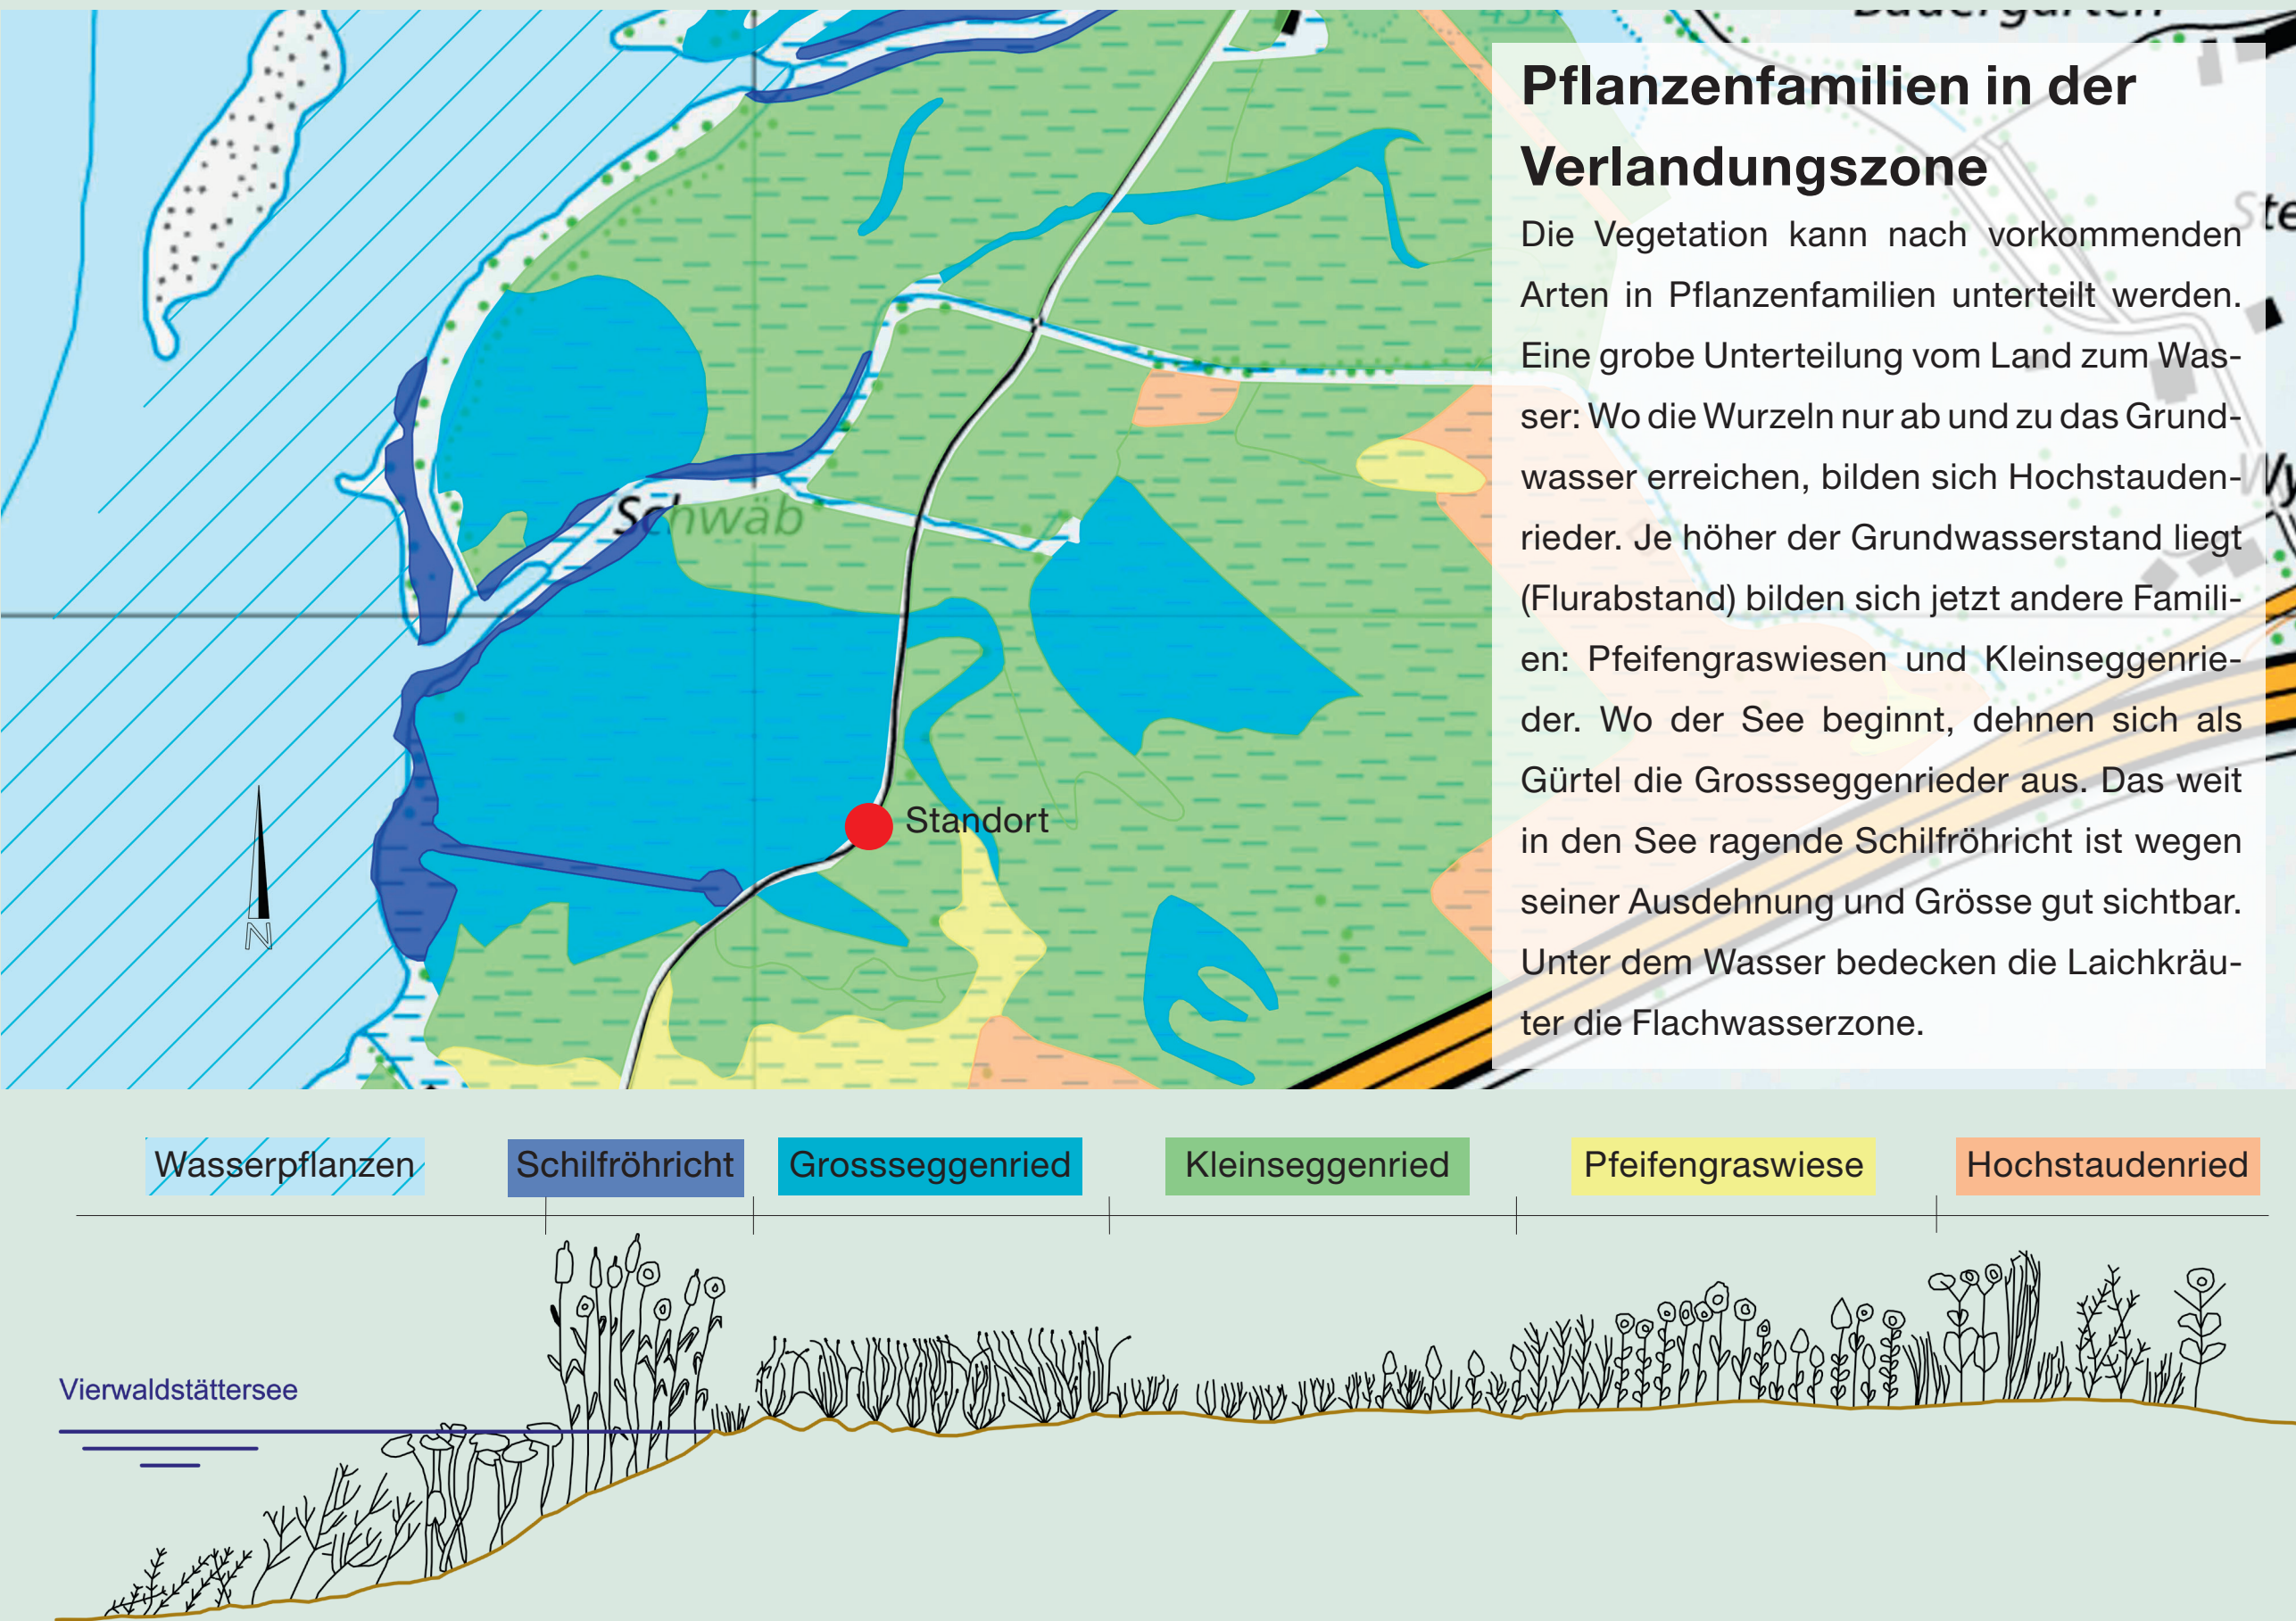 434
Pflanzenfamilien in der
Verlandungszone
Die Vegetation kann nach vorkommenden
Arten in Pflanzenfamilien unterteilt werden.
Eine grobe Unterteilung vom Land zum Was-
ser: Wo die Wurzeln nur ab und zu das Grund-
wasser erreichen, bilden sich Hochstauden-
rieder. Je höher der Grundwasserstand liegt
(Flurabstand) bilden sich jetzt andere Famili-
en: Pfeifengraswiesen und Kleinseggenrie-
der. Wo der See beginnt, dehnen sich als
Gürtel die Grossseggenrieder aus. Das weit
in den See ragende Schilfröhricht ist wegen
seiner Ausdehnung und Grösse gut sichtbar.
Unter dem Wasser bedecken die Laichkräu-
ter die Flachwasserzone.
Schwäb
Standort
N
Wasserpflanzen
Schilfröhricht
Grossseggenried
Kleinseggenried
Pfeifengraswiese
Hochstaudenried
Vierwaldstättersee